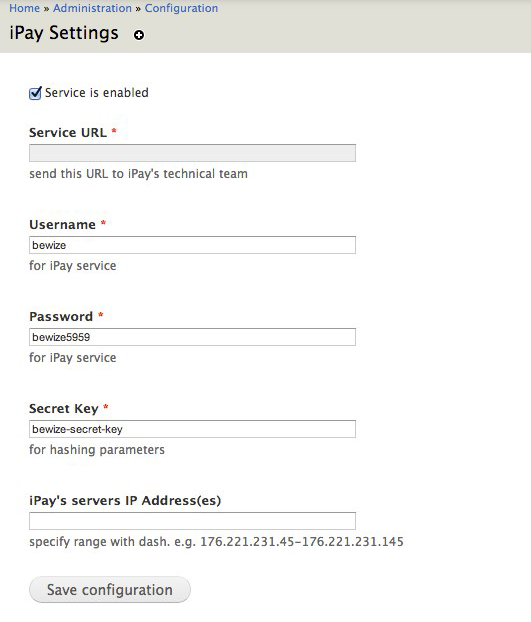 Home » Administration » Configuration
iPay Settings
Service is enabled
Service URL *
send this URL to iPay's technical team
Username *
bewize
for iPay service
Password *
bewize5959
for iPay service
Secret Key *
bewize-secret-key
for hashing parameters
iPay's servers IP Address(es)
specify range with dash. e.g. 176.221.231.45-176.221.231.145
Save configuration